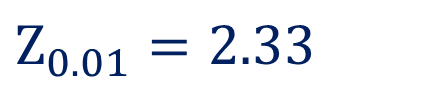 Z₀.₀₁ = 2.33